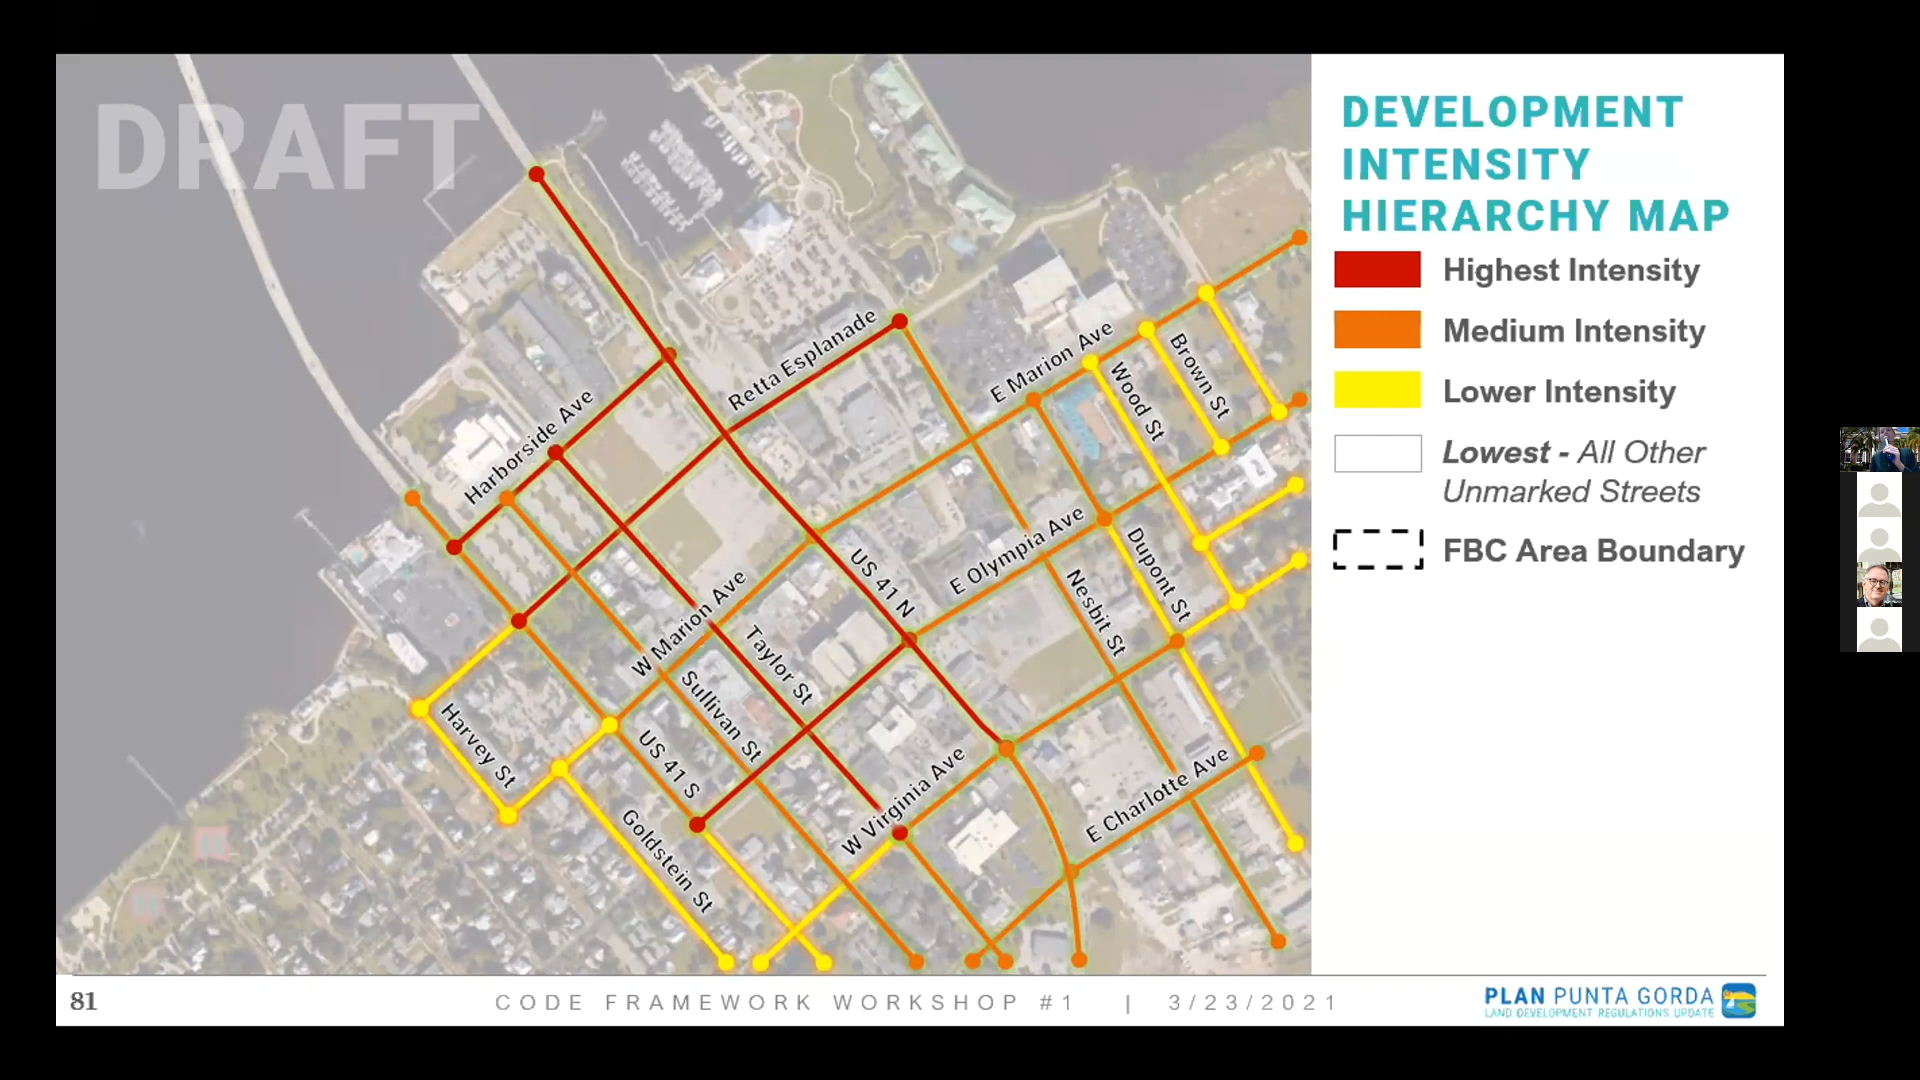 DRAFT
DEVELOPMENT
INTENSITY
HIERARCHY MAP
Highest Intensity
Medium Intensity
Lower Intensity
Lowest - All Other
Unmarked Streets
FBC Area Boundary
Retta Esplanade
E Marion Ave
Brown St
Wood St
Harborside Ave
E Olympia Ave
US 41 N
Dupont St
Nesbit St
W Marion Ave
Taylor St
Sullivan St
Harvey St
US 41 S
W Virginia Ave
E Charlotte Ave
Goldstein St
81
CODE FRAMEWORK WORKSHOP #1 | 3/23/2021
PLAN PUNTA GORDA
LAND DEVELOPMENT REGULATIONS UPDATE